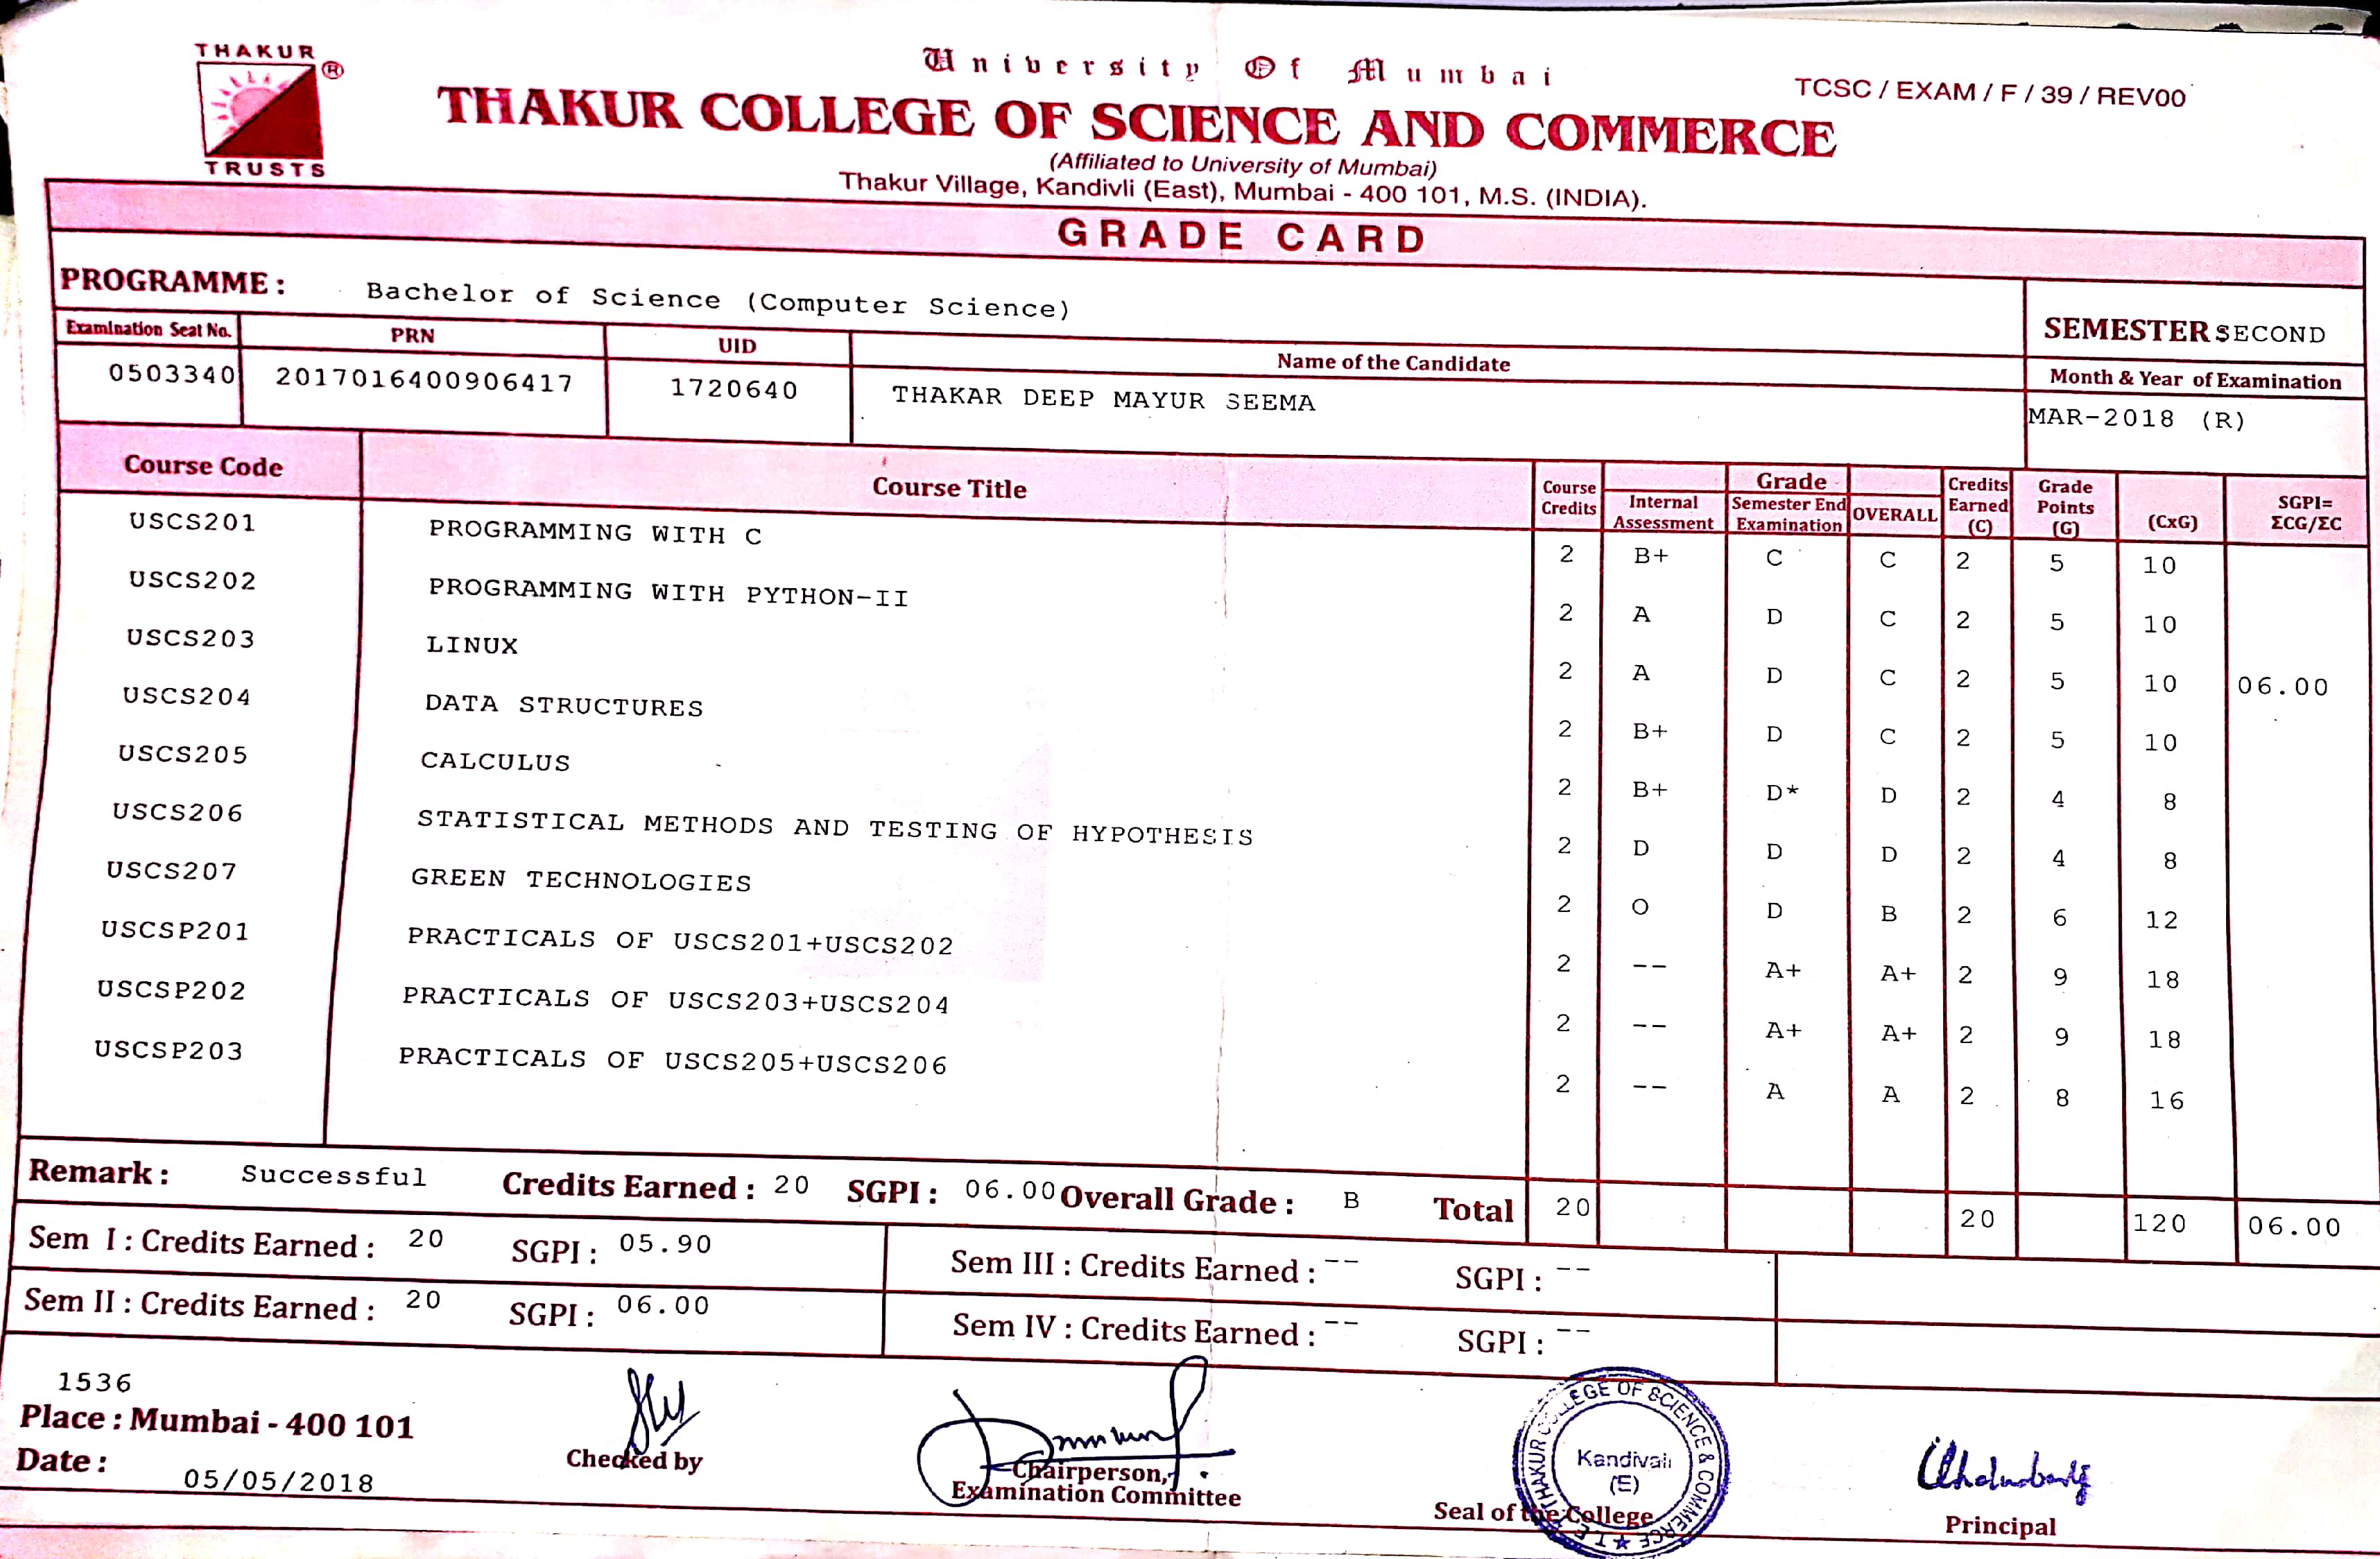 THAKUR
®
TRUSTS
University Of Mumbai
TCSC / EXAM / F / 39 / REV00
THAKUR COLLEGE OF SCIENCE AND COMMERCE
(Affiliated to University of Mumbai)
Thakur Village, Kandivli (East), Mumbai - 400 101, M.S. (INDIA).
GRADE CARD
PROGRAMME : Bachelor of Science (Computer Science)
SEMESTER SECOND
Examination Seat No. PRN UID Name of the Candidate Month & Year of Examination
0503340 2017016400906417 1720640 THAKAR DEEP MAYUR SEEMA MAR-2018 (R)
Course Code Course Title Course Credits Grade Internal Assessment Semester End Examination OVERALL Credits Earned (C) Grade Points (G) (CxG) SGPI= ΣCG/ΣC
USCS201 PROGRAMMING WITH C 2 B+ C C 2 5 10
USCS202 PROGRAMMING WITH PYTHON-II 2 A D C 2 5 10
USCS203 LINUX 2 A D C 2 5 10 06.00
USCS204 DATA STRUCTURES 2 B+ D C 2 5 10
USCS205 CALCULUS 2 B+ D* D 2 4 8
USCS206 STATISTICAL METHODS AND TESTING OF HYPOTHESIS 2 D D D 2 4 8
USCS207 GREEN TECHNOLOGIES 2 O D B 2 6 12
USCSP201 PRACTICALS OF USCS201+USCS202 2 -- A+ A+ 2 9 18
USCSP202 PRACTICALS OF USCS203+USCS204 2 -- A+ A+ 2 9 18
USCSP203 PRACTICALS OF USCS205+USCS206 2 -- A A 2 8 16
Remark : Successful Credits Earned : 20 SGPI : 06.00 Overall Grade : B Total 20 20 120 06.00
Sem I : Credits Earned : 20 SGPI : 05.90 Sem III : Credits Earned : -- SGPI : --
Sem II : Credits Earned : 20 SGPI : 06.00 Sem IV : Credits Earned : -- SGPI : --
1536
Place : Mumbai - 400 101
Date : 05/05/2018
Checked by
Chairperson,
Examination Committee
THAKUR COLLEGE OF SCIENCE & COMMERCE
Kandivali
(E)
Seal of the College
Principal